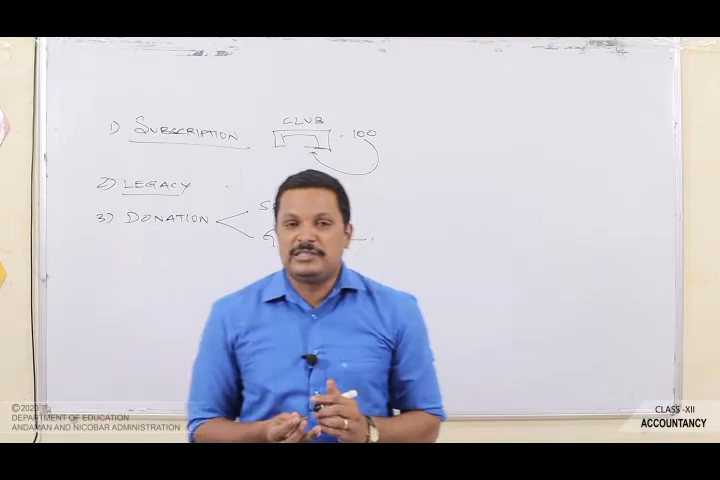 CLUB
1) SUBSCRIPTION 100
2) LEGACY
3) DONATION
©2020
DEPARTMENT OF EDUCATION
ANDAMAN AND NICOBAR ADMINISTRATION
CLASS -XII
ACCOUNTANCY